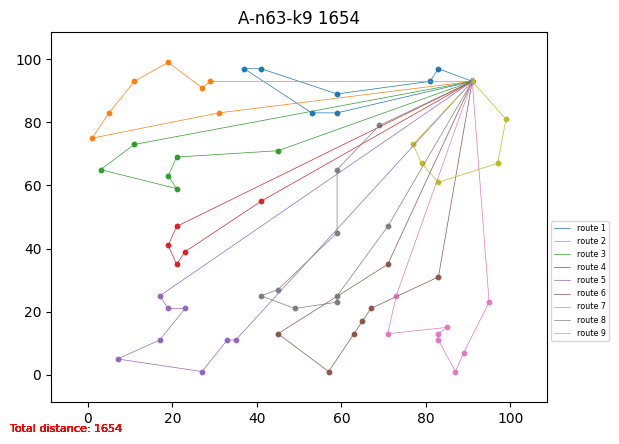 A-n63-k9 1654
100
80
60
40
20
0
0 20 40 60 80 100
route 1
route 2
route 3
route 4
route 5
route 6
route 7
route 8
route 9
Total distance: 1654